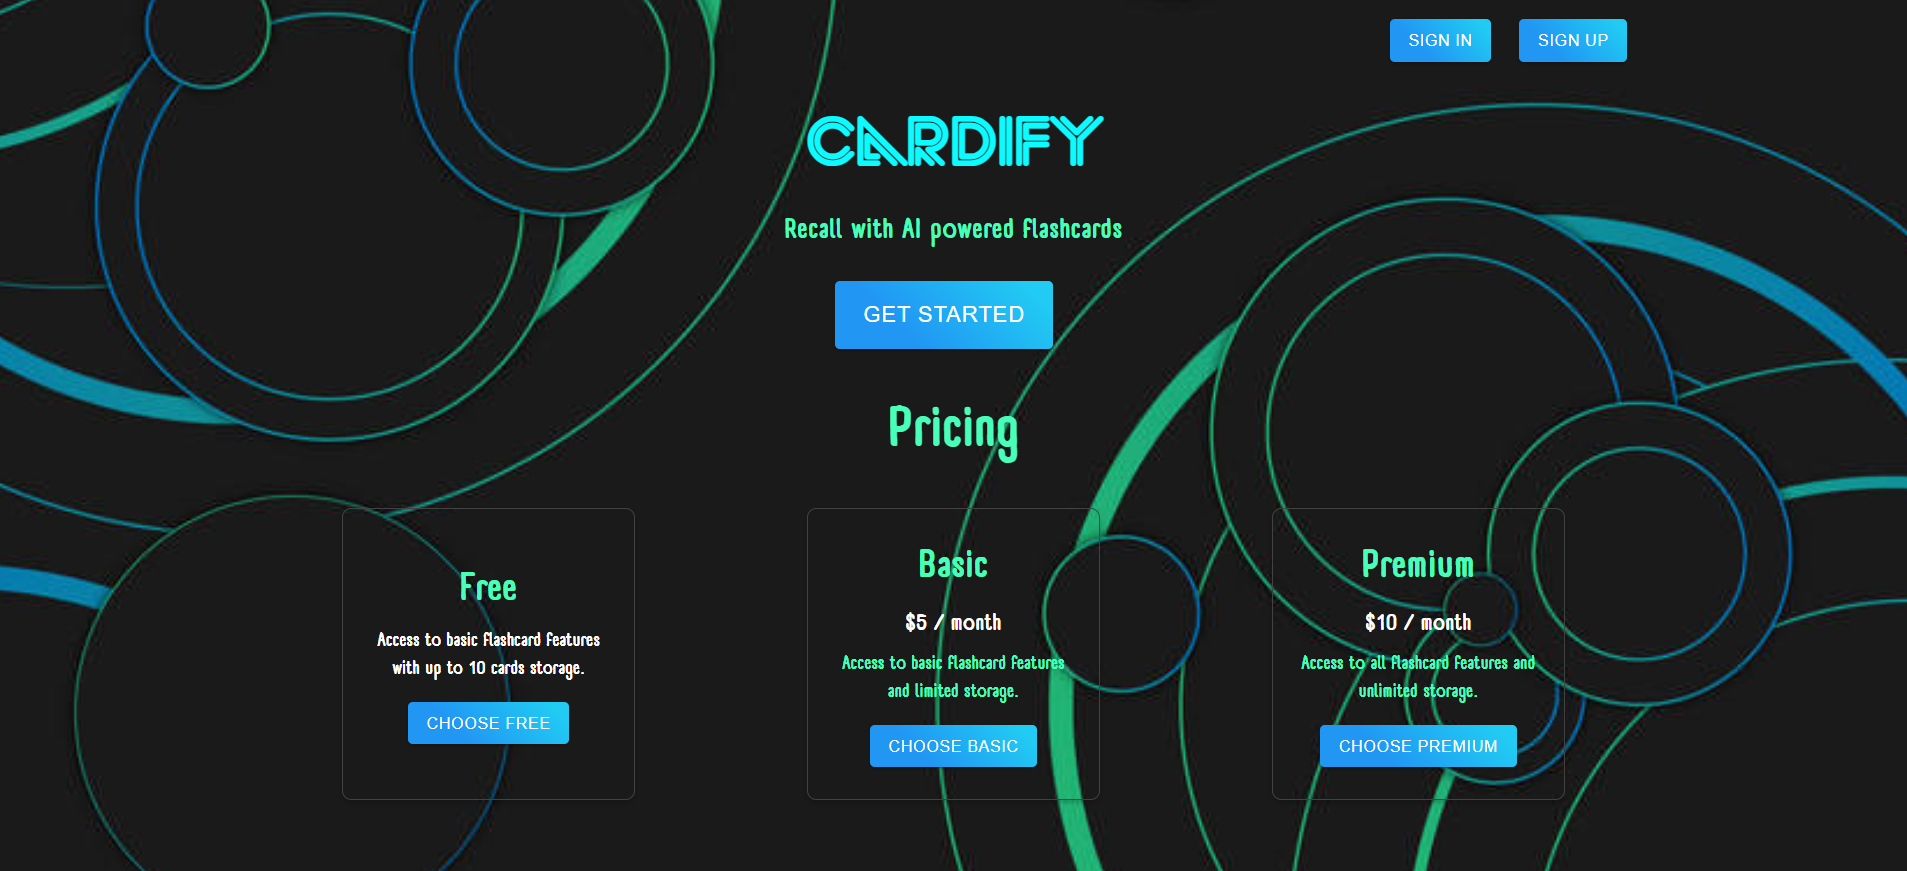 SIGN IN
SIGN UP
CARDIFY
Recall with AI powered flashcards
GET STARTED
Pricing
Free
Access to basic flashcard features
with up to 10 cards storage.
CHOOSE FREE
Basic
$5 / month
Access to basic flashcard features
and limited storage.
CHOOSE BASIC
Premium
$10 / month
Access to all flashcard features and
unlimited storage.
CHOOSE PREMIUM